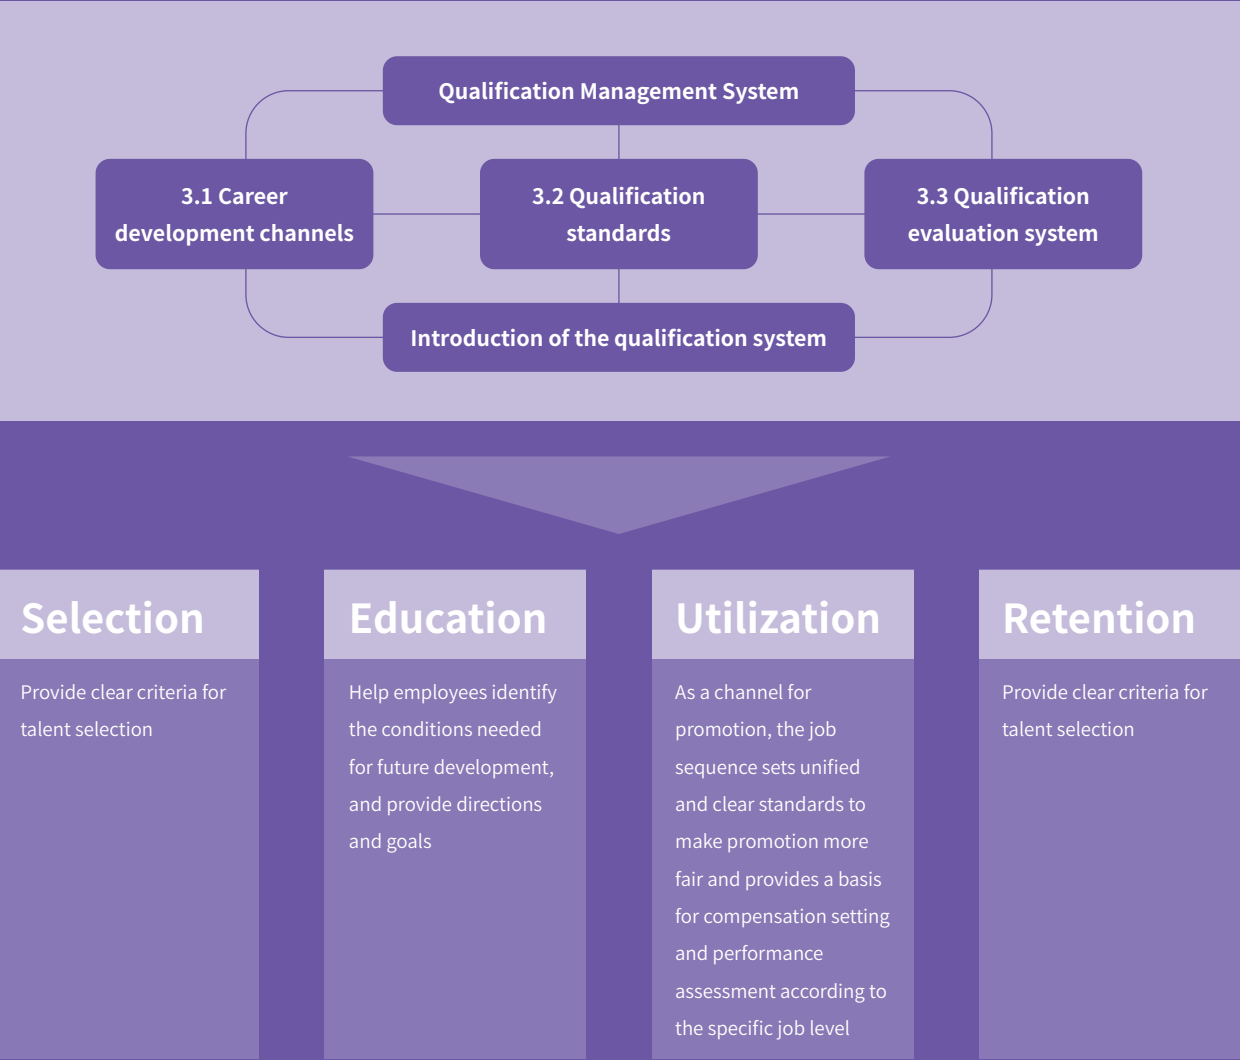 Qualification Management System
3.1 Career
development channels
3.2 Qualification
standards
3.3 Qualification
evaluation system
Introduction of the qualification system
Selection
Provide clear criteria for
talent selection
Education
Help employees identify
the conditions needed
for future development,
and provide directions
and goals
Utilization
As a channel for
promotion, the job
sequence sets unified
and clear standards to
make promotion more
fair and provides a basis
for compensation setting
and performance
assessment according to
the specific job level
Retention
Provide clear criteria for
talent selection